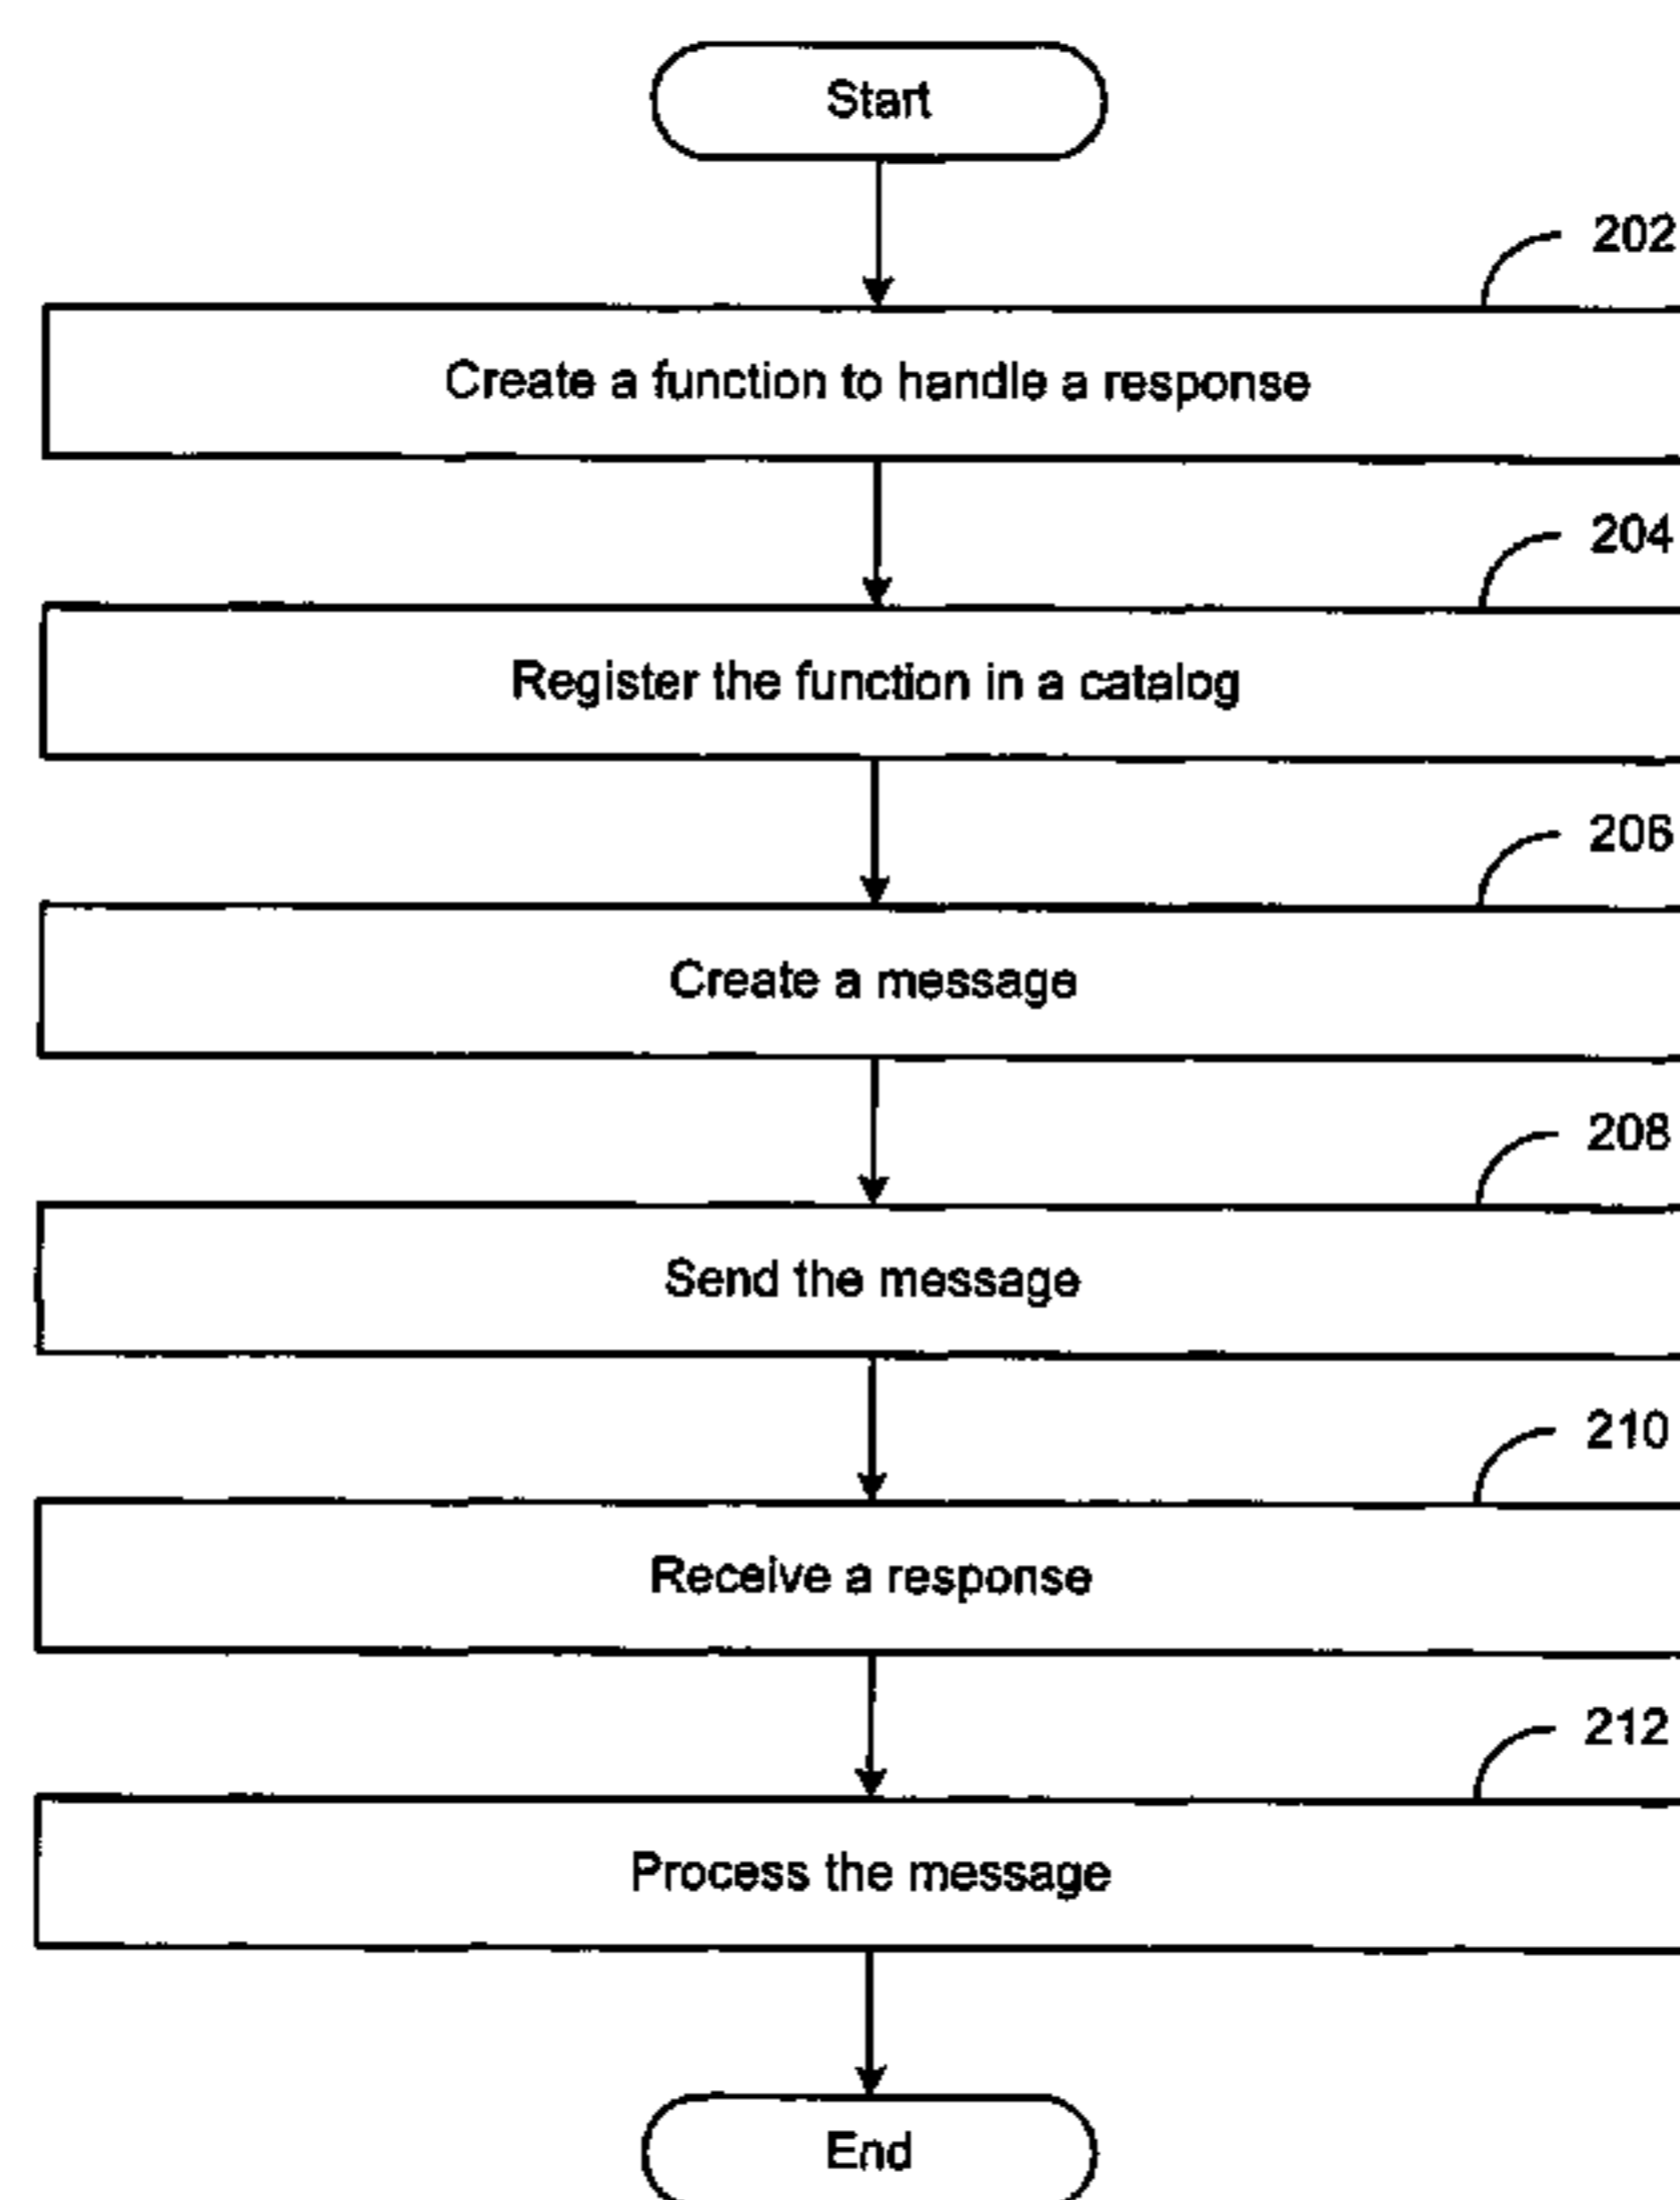 Start
202
Create a function to handle a response
204
Register the function in a catalog
206
Create a message
208
Send the message
210
Receive a response
212
Process the message
End